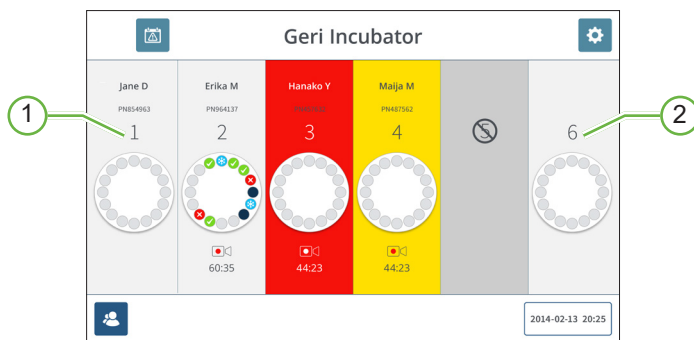 Geri Incubator
Jane D
PN854963
1
Erika M
PN964137
2
60:35
Hanako Y
3
44:23
Maija M
PN487562
4
44:23
5
6
1
2
2014-02-13 20:25